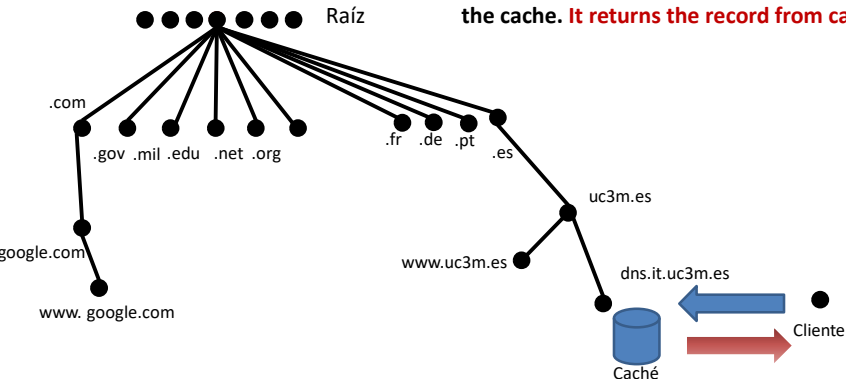 Raíz
the cache. It returns the record from ca
.com
.gov .mil .edu .net .org
.fr .de .pt .es
uc3m.es
google.com
www.uc3m.es
dns.it.uc3m.es
www. google.com
Cliente
Caché